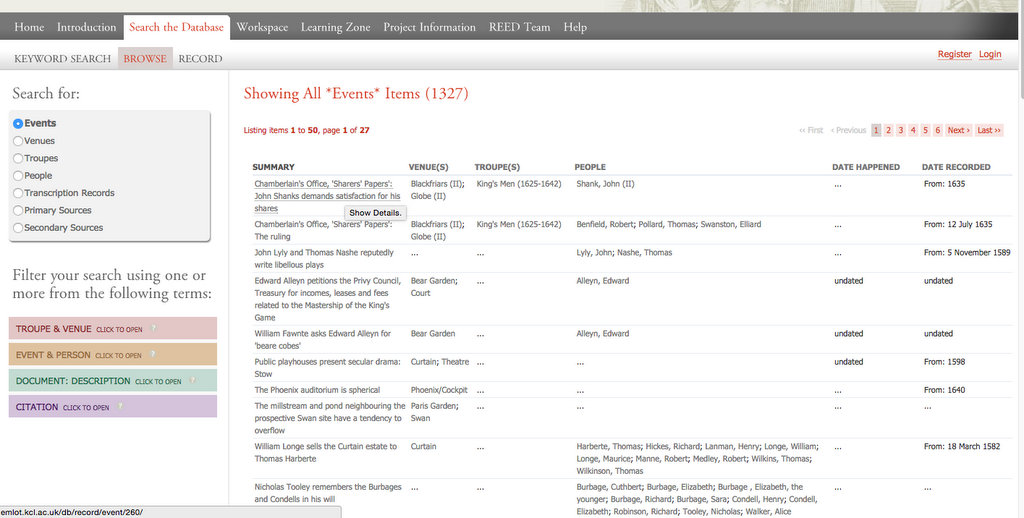 Home Introduction Search the Database Workspace Learning Zone Project Information REED Team Help
KEYWORD SEARCH BROWSE RECORD
Register Login
Search for:
Events
Venues
Troupes
People
Transcription Records
Primary Sources
Secondary Sources
Filter your search using one or
more from the following terms:
TROUPE & VENUE CLICK TO OPEN ?
EVENT & PERSON CLICK TO OPEN ?
DOCUMENT: DESCRIPTION CLICK TO OPEN ?
CITATION CLICK TO OPEN ?
Showing All *Events* Items (1327)
Listing items 1 to 50, page 1 of 27
‹‹ First ‹ Previous 1 2 3 4 5 6 Next › Last ››
SUMMARY VENUE(S) TROUPE(S) PEOPLE DATE HAPPENED DATE RECORDED
Chamberlain's Office, 'Sharers' Papers': Blackfriars (II); King's Men (1625-1642) Shank, John (II) ... From: 1635
John Shanks demands satisfaction for his Globe (II)
shares
Show Details.
Chamberlain's Office, 'Sharers' Papers': Blackfriars (II); King's Men (1625-1642) Benfield, Robert; Pollard, Thomas; Swanston, Elliard ... From: 12 July 1635
The ruling Globe (II)
John Lyly and Thomas Nashe reputedly ... ... Lyly, John; Nashe, Thomas ... From: 5 November 1589
write libellous plays
Edward Alleyn petitions the Privy Council, Bear Garden; ... Alleyn, Edward undated undated
Treasury for incomes, leases and fees Court
related to the Mastership of the King's
Game
William Fawnte asks Edward Alleyn for Bear Garden ... Alleyn, Edward undated undated
'beare cobes'
Public playhouses present secular drama: Curtain; Theatre ... ... undated From: 1598
Stow
The Phoenix auditorium is spherical Phoenix/Cockpit ... ... ... From: 1640
The millstream and pond neighbouring the Paris Garden; ... ... ... ...
prospective Swan site have a tendency to Swan
overflow
William Longe sells the Curtain estate to Curtain ... Harberte, Thomas; Hickes, Richard; Lanman, Henry; Longe, William; ... From: 18 March 1582
Thomas Harberte Longe, Maurice; Manne, Robert; Medley, Robert; Wilkins, Thomas;
Wilkinson, Thomas
Nicholas Tooley remembers the Burbages ... ... Burbage, Cuthbert; Burbage, Elizabeth; Burbage , Elizabeth, the ... ...
and Condells in his will younger; Burbage, Richard; Burbage, Sara; Condell, Henry; Condell,
Elizabeth; Robinson, Richard; Tooley, Nicholas; Walker, Alice
emlot.kcl.ac.uk/db/record/event/260/